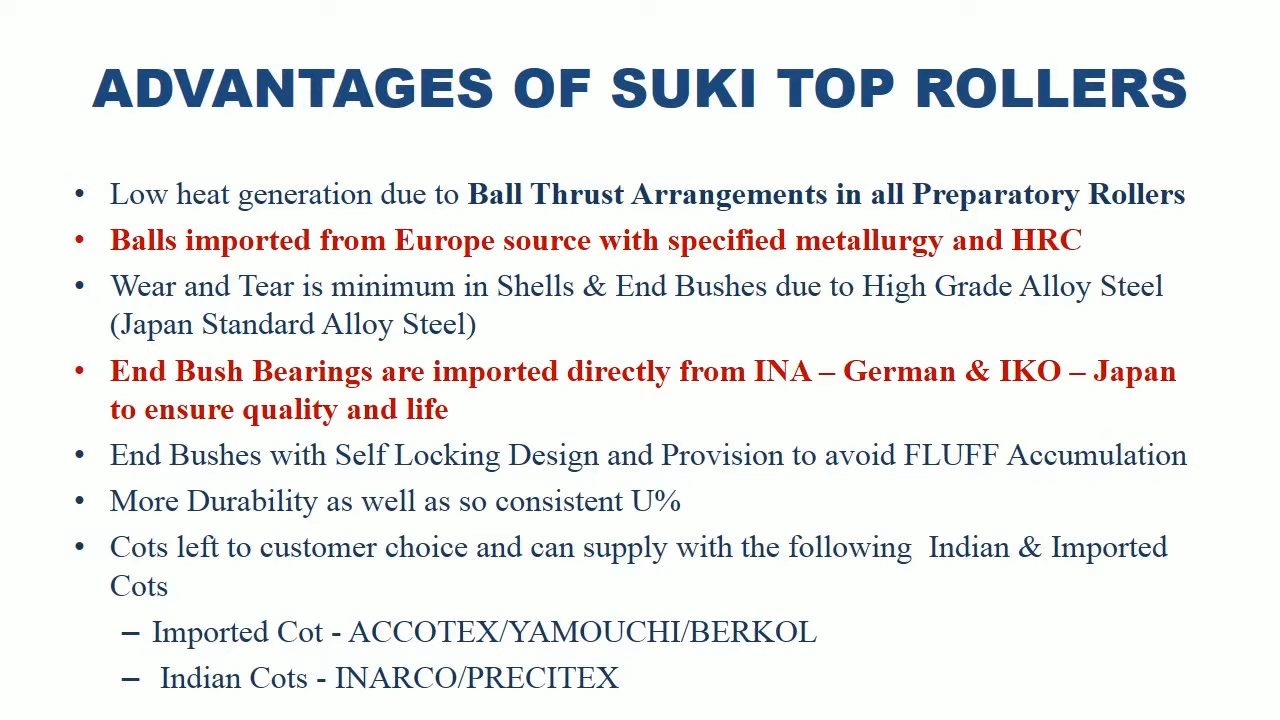 ADVANTAGES OF SUKI TOP ROLLERS
• Low heat generation due to Ball Thrust Arrangements in all Preparatory Rollers
• Balls imported from Europe source with specified metallurgy and HRC
• Wear and Tear is minimum in Shells & End Bushes due to High Grade Alloy Steel
(Japan Standard Alloy Steel)
• End Bush Bearings are imported directly from INA – German & IKO – Japan
to ensure quality and life
• End Bushes with Self Locking Design and Provision to avoid FLUFF Accumulation
• More Durability as well as so consistent U%
• Cots left to customer choice and can supply with the following Indian & Imported
Cots
– Imported Cot - ACCOTEX/YAMOUCHI/BERKOL
– Indian Cots - INARCO/PRECITEX